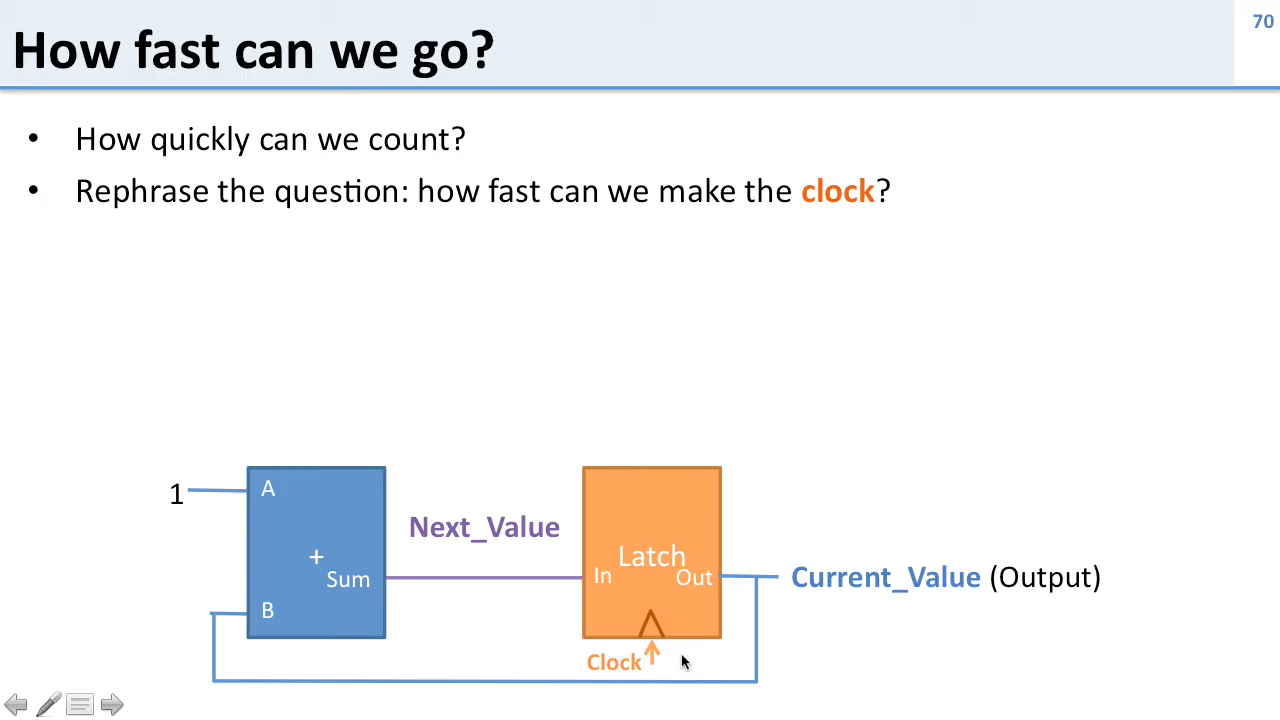 How fast can we go?
70
• How quickly can we count?
• Rephrase the question: how fast can we make the clock?
1
A
+
Sum
B
Next_Value
Latch
In
Out
Clock
Current_Value (Output)